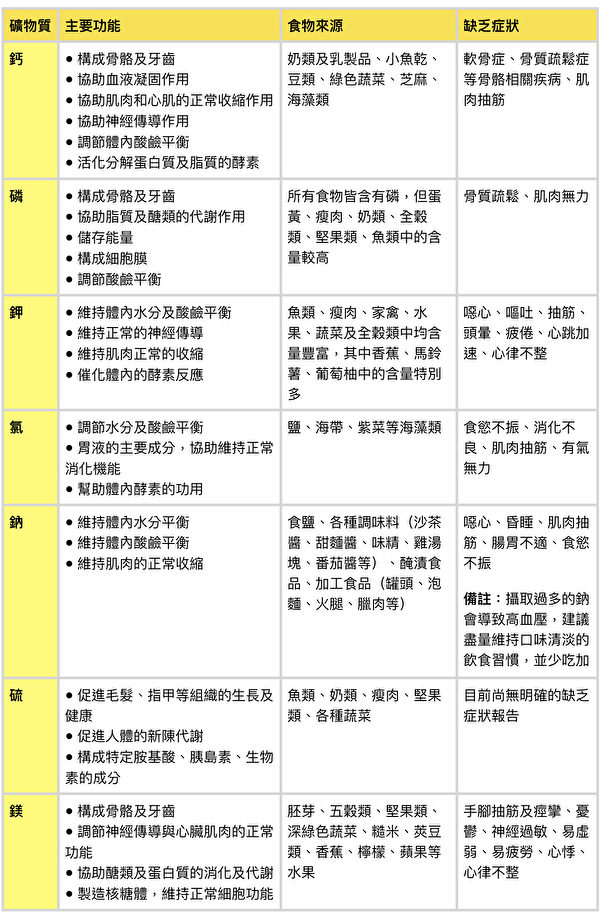 礦物質 主要功能 食物來源 缺乏症狀
鈣
● 構成骨骼及牙齒
● 協助血液凝固作用
● 協助肌肉和心肌的正常收縮作用
● 協助神經傳導作用
● 調節體內酸鹼平衡
● 活化分解蛋白質及脂質的酵素
奶類及乳製品、小魚乾、
豆類、綠色蔬菜、芝麻、
海藻類
軟骨症、骨質疏鬆症
等骨骼相關疾病、肌
肉抽筋
磷
● 構成骨骼及牙齒
● 協助脂質及醣類的代謝作用
● 儲存能量
● 構成細胞膜
● 調節酸鹼平衡
所有食物皆含有磷，但蛋
黃、瘦肉、奶類、全穀
類、堅果類、魚類中的含
量較高
骨質疏鬆、肌肉無力
鉀
● 維持體內水分及酸鹼平衡
● 維持正常的神經傳導
● 維持肌肉正常的收縮
● 催化體內的酵素反應
魚類、瘦肉、家禽、水
果、蔬菜及全穀類中均含
量豐富，其中香蕉、馬鈴
薯、葡萄柚中的含量特別
多
噁心、嘔吐、抽筋、
頭暈、疲倦、心跳加
速、心律不整
氯
● 調節水分及酸鹼平衡
● 胃液的主要成分，協助維持正常
消化機能
● 幫助體內酵素的功用
鹽、海帶、紫菜等海藻類
食慾不振、消化不
良、肌肉抽筋、有氣
無力
鈉
● 維持體內水分平衡
● 維持體內酸鹼平衡
● 維持肌肉的正常收縮
食鹽、各種調味料（沙茶
醬、甜麵醬、味精、雞湯
塊、番茄醬等）、醃漬食
品、加工食品（罐頭、泡
麵、火腿、臘肉等）
噁心、昏睡、肌肉抽
筋、腸胃不適、食慾
不振
備註：攝取過多的鈉
會導致高血壓，建議
盡量維持口味清淡的
飲食習慣，並少吃加
硫
● 促進毛髮、指甲等組織的生長及
健康
● 促進人體的新陳代謝
● 構成特定胺基酸、胰島素、生物
素的成分
魚類、奶類、瘦肉、堅果
類、各種蔬菜
目前尚無明確的缺乏
症狀報告
鎂
● 構成骨骼及牙齒
● 調節神經傳導與心臟肌肉的正常
功能
● 協助醣類及蛋白質的消化及代謝
● 製造核糖體，維持正常細胞功能
胚芽、五穀類、堅果類、
深綠色蔬菜、糙米、莢豆
類、香蕉、檸檬、蘋果等
水果
手腳抽筋及痙攣、憂
鬱、神經過敏、易虛
弱、易疲勞、心悸、
心律不整